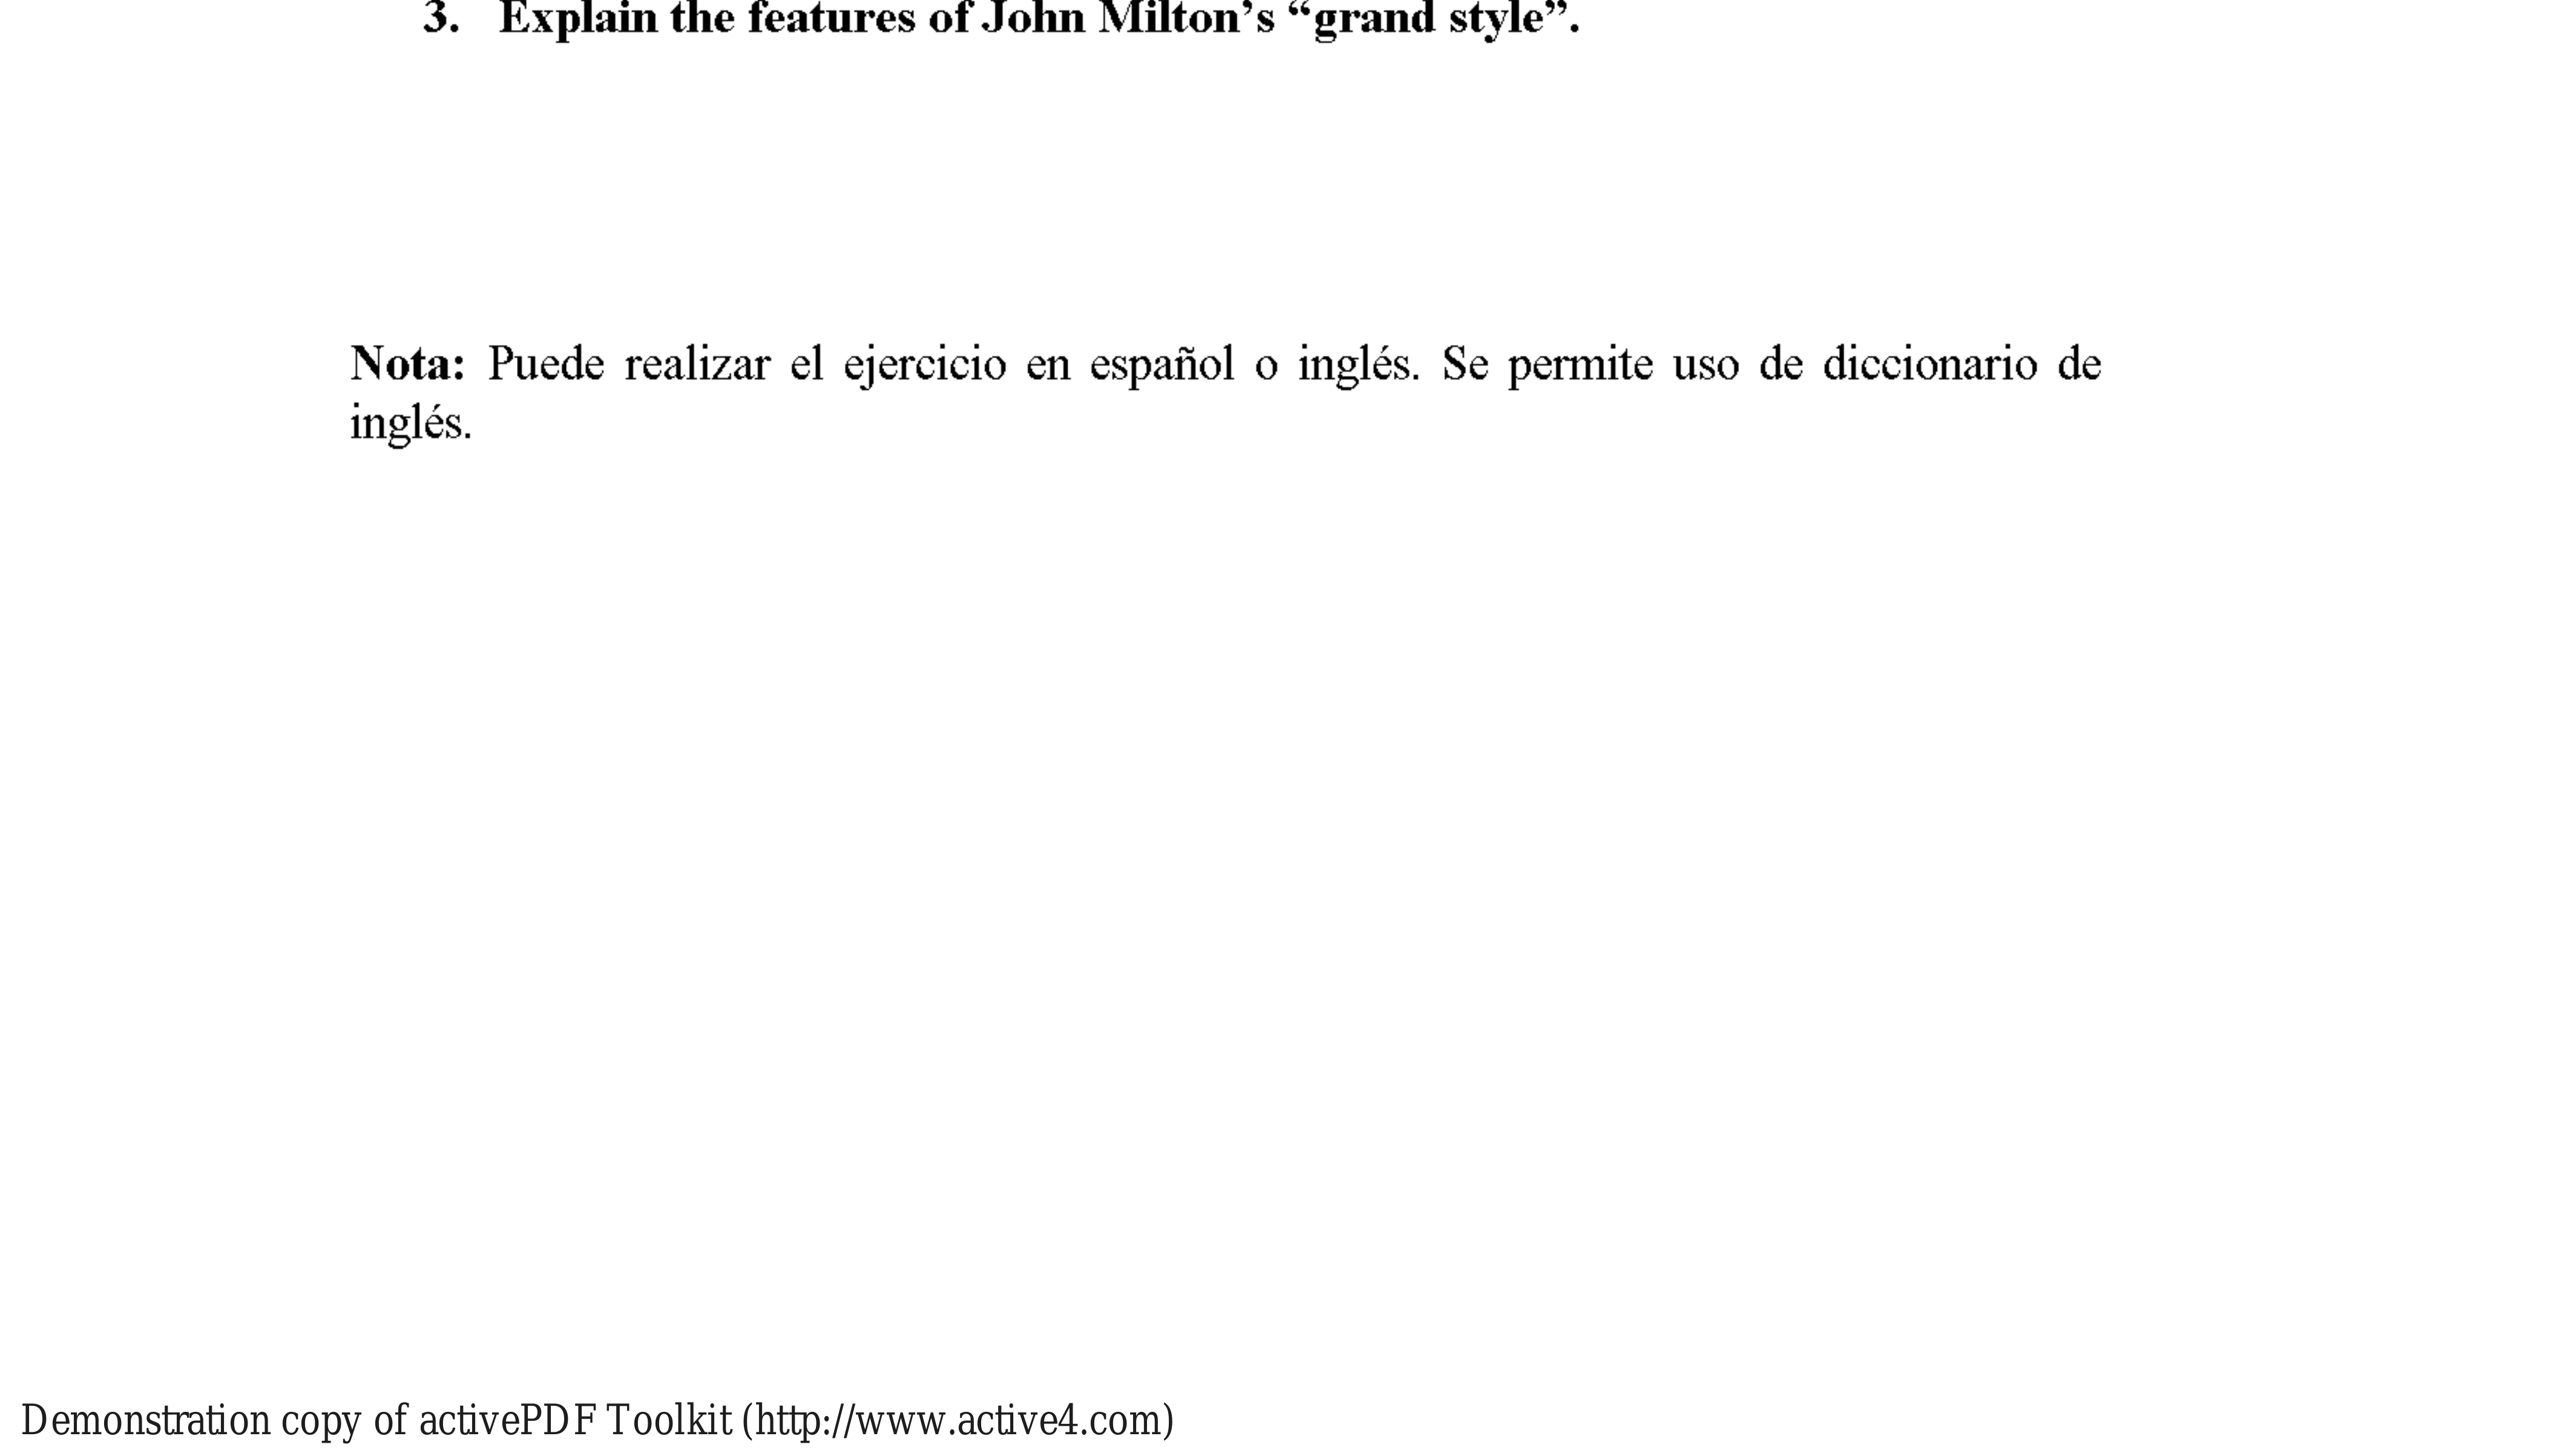 3. Explain the features of John Milton’s “grand style”.
Nota: Puede realizar el ejercicio en español o inglés. Se permite uso de diccionario de
inglés.
Demonstration copy of activePDF Toolkit (http://www.active4.com)